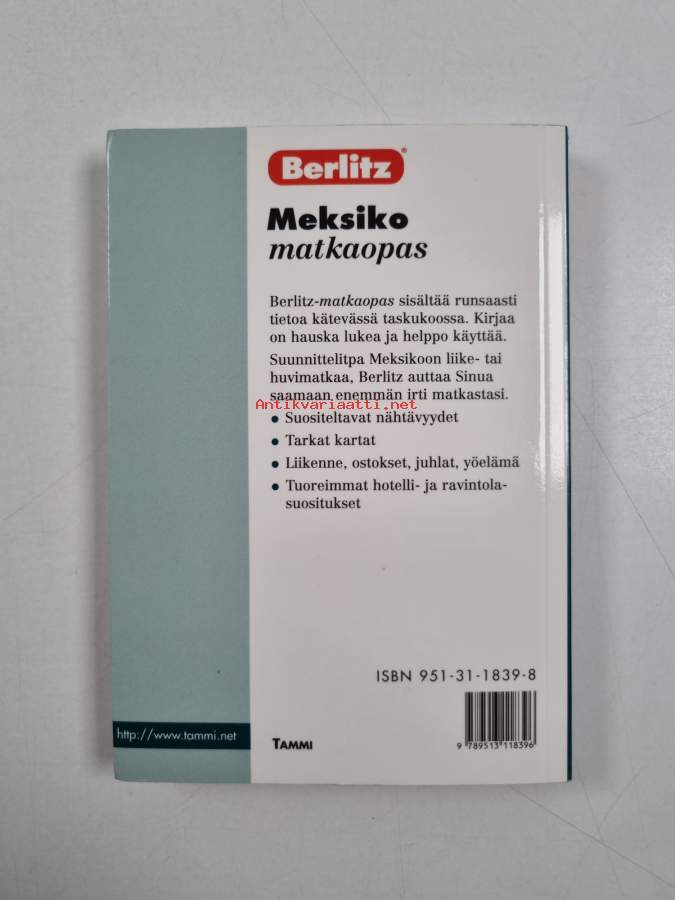 Berlitz®
Meksiko
matkaopas
Berlitz-matkaopas sisältää runsaasti
tietoa kätevässä taskukoossa. Kirjaa
on hauska lukea ja helppo käyttää.
Suunnittelitpa Meksikoon liike- tai
huvimatkaa, Berlitz auttaa Sinua
saamaan enemmän irti matkastasi.
Antikvariaatti.net
• Suositeltavat nähtävyydet
• Tarkat kartat
• Liikenne, ostokset, juhlat, yöelämä
• Tuoreimmat hotelli- ja ravintola-
suositukset
ISBN 951-31-1839-8
http://www.tammi.net
TAMMI
9 789513 118396